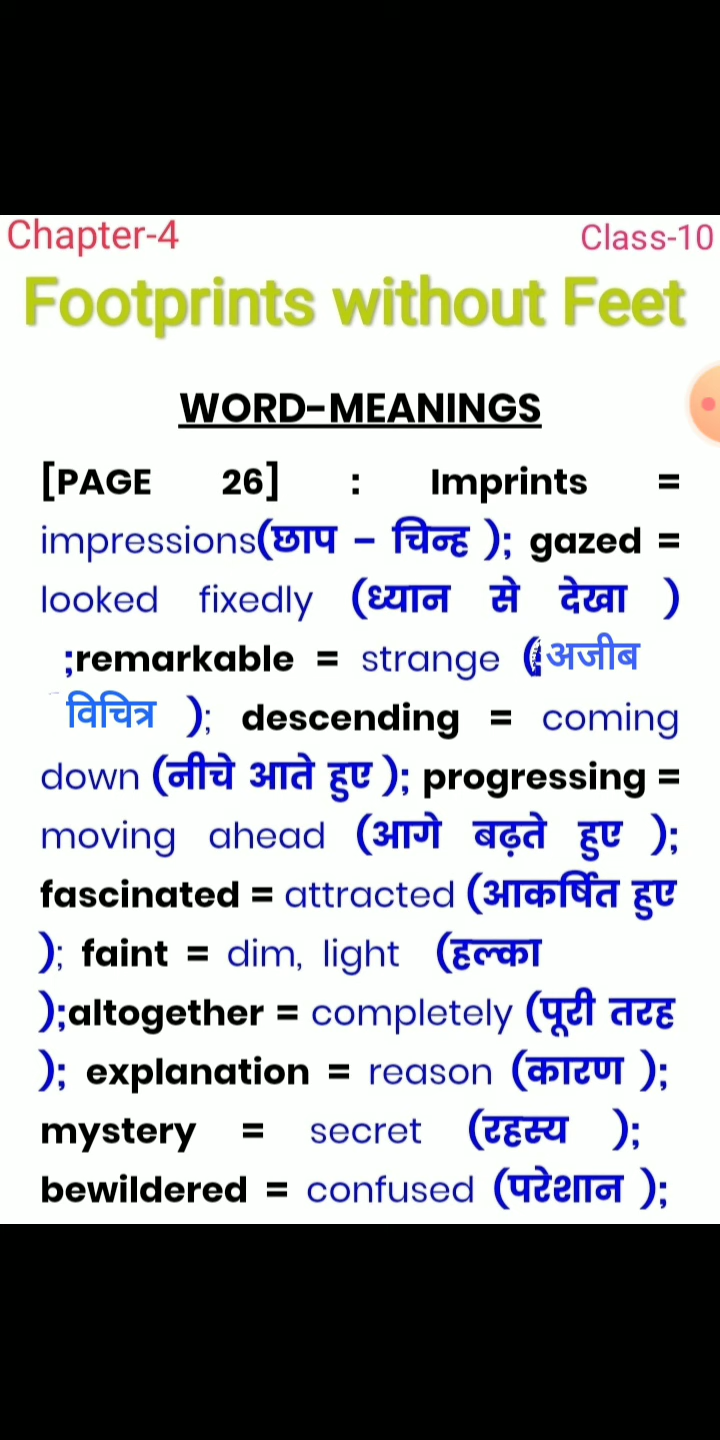 Chapter-4 Class-10
Footprints without Feet
WORD-MEANINGS
[PAGE 26] : Imprints =
impressions(छाप – चिन्ह ); gazed =
looked fixedly (ध्यान से देखा )
;remarkable = strange (अजीब
विचित्र ); descending = coming
down (नीचे आते हुए ); progressing =
moving ahead (आगे बढ़ते हुए );
fascinated = attracted (आकर्षित हुए
); faint = dim, light (हल्का
);altogether = completely (पूरी तरह
); explanation = reason (कारण );
mystery = secret (रहस्य );
bewildered = confused (परेशान );